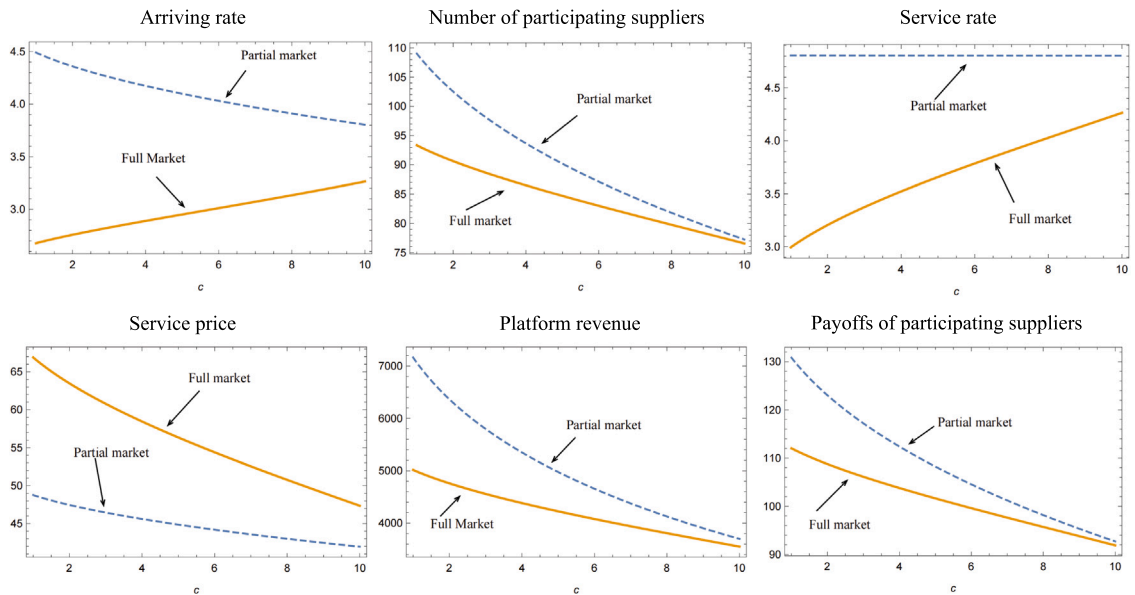 Arriving rate
4.5
4.0
3.5
3.0
Partial market
Full Market
2 4 6 8 10
c
Number of participating suppliers
110
105
100
95
90
85
80
75
Partial market
Full market
2 4 6 8 10
c
Service rate
4.5
4.0
3.5
3.0
Partial market
Full market
2 4 6 8 10
c
Service price
65
60
55
50
45
Full market
Partial market
2 4 6 8 10
c
Platform revenue
7000
6000
5000
4000
Partial market
Full Market
2 4 6 8 10
c
Payoffs of participating suppliers
130
120
110
100
90
Partial market
Full market
2 4 6 8 10
c